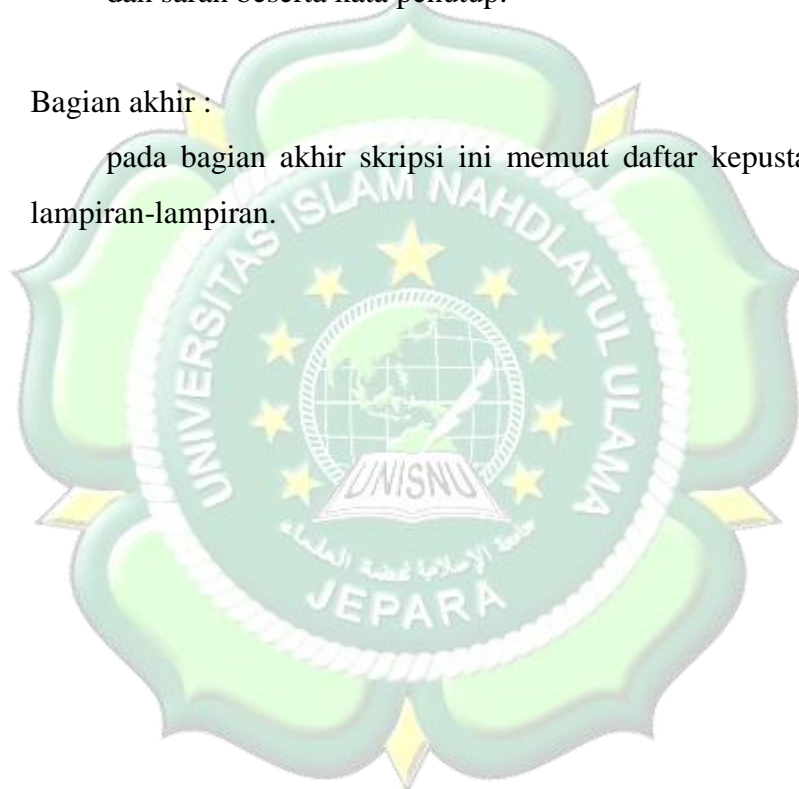 dan saran beserta kata penutup.
Bagian akhir :
pada bagian akhir skripsi ini memuat daftar kepusta
lampiran-lampiran.
UNIVERSITAS ISLAM NAHDLATUL ULAMA
UNISNU
JEPARA